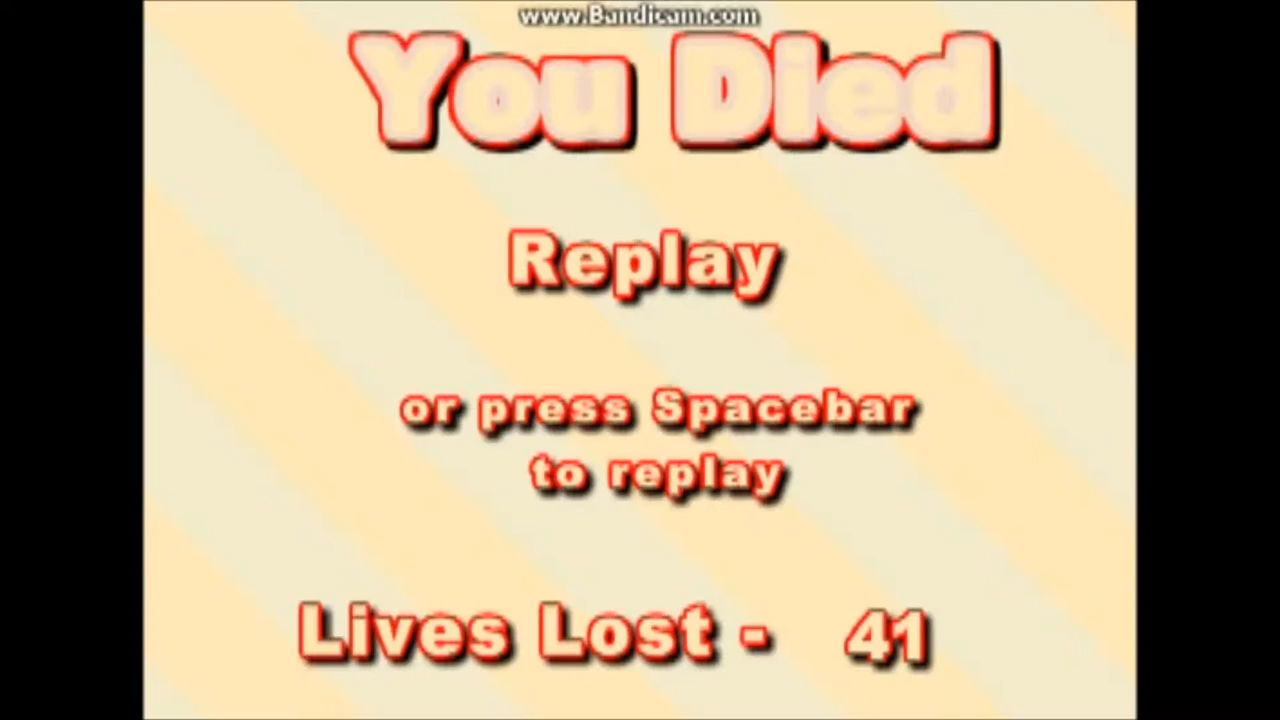 www.Bandicam.com
You Died
Replay
or press Spacebar
to replay
Lives Lost - 41